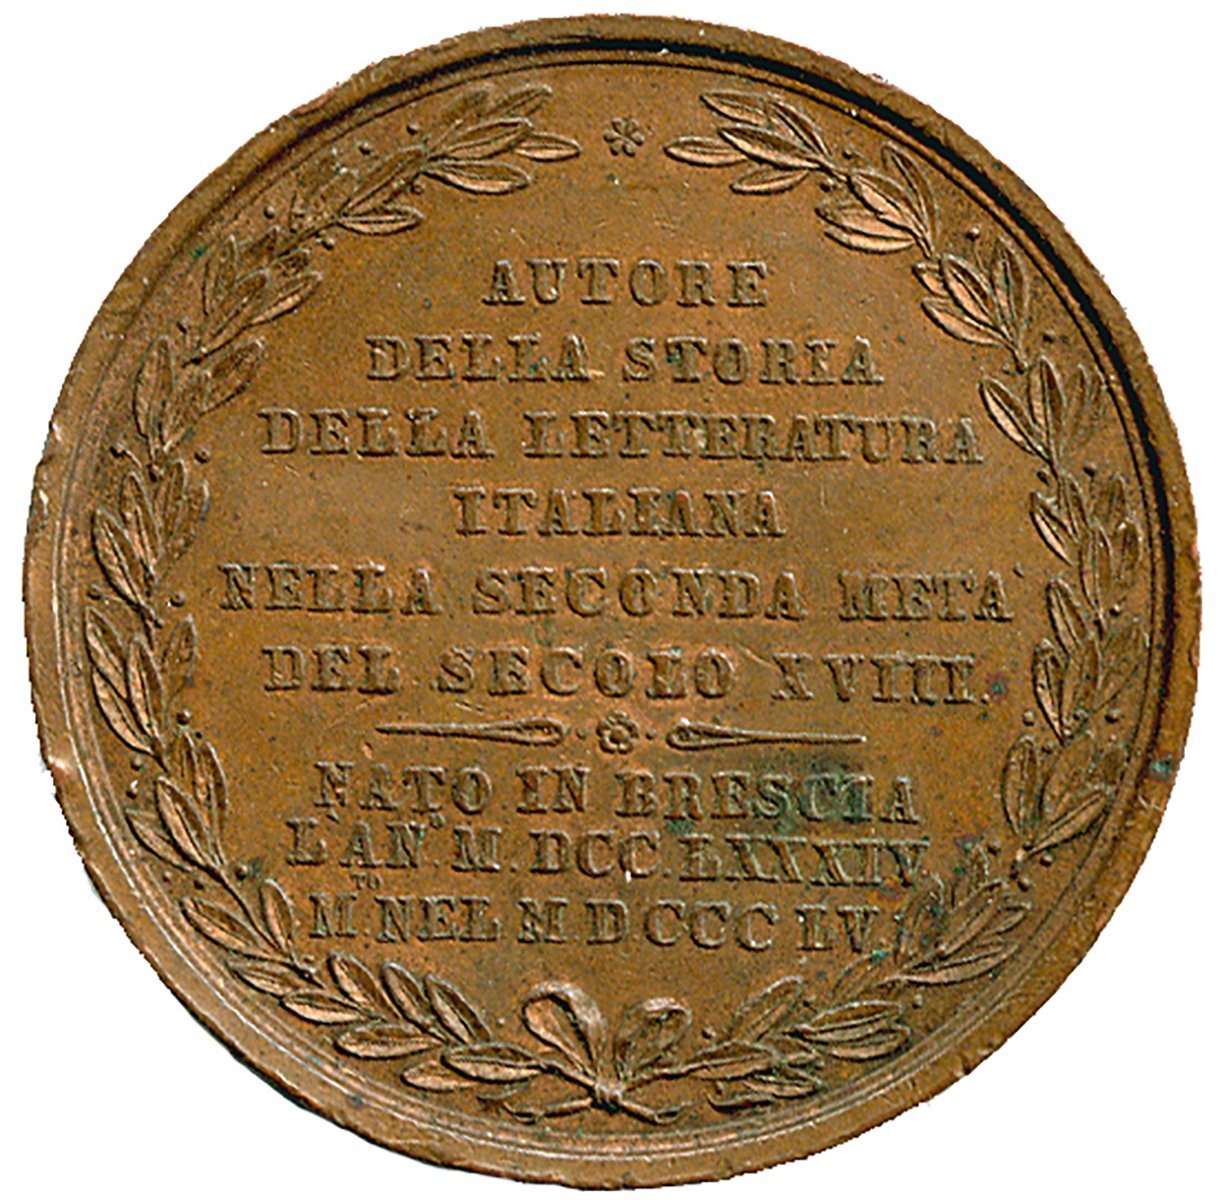 AUTORE
DELLA STORIA
DELLA LETTERATURA
ITALIANA
NELLA SECONDA METÀ
DEL SECOLO XVIII.
NATO IN BRESCIA
L'AN.º M. DCC. LXXXIV.
M.TO NEL M DCCC LV.